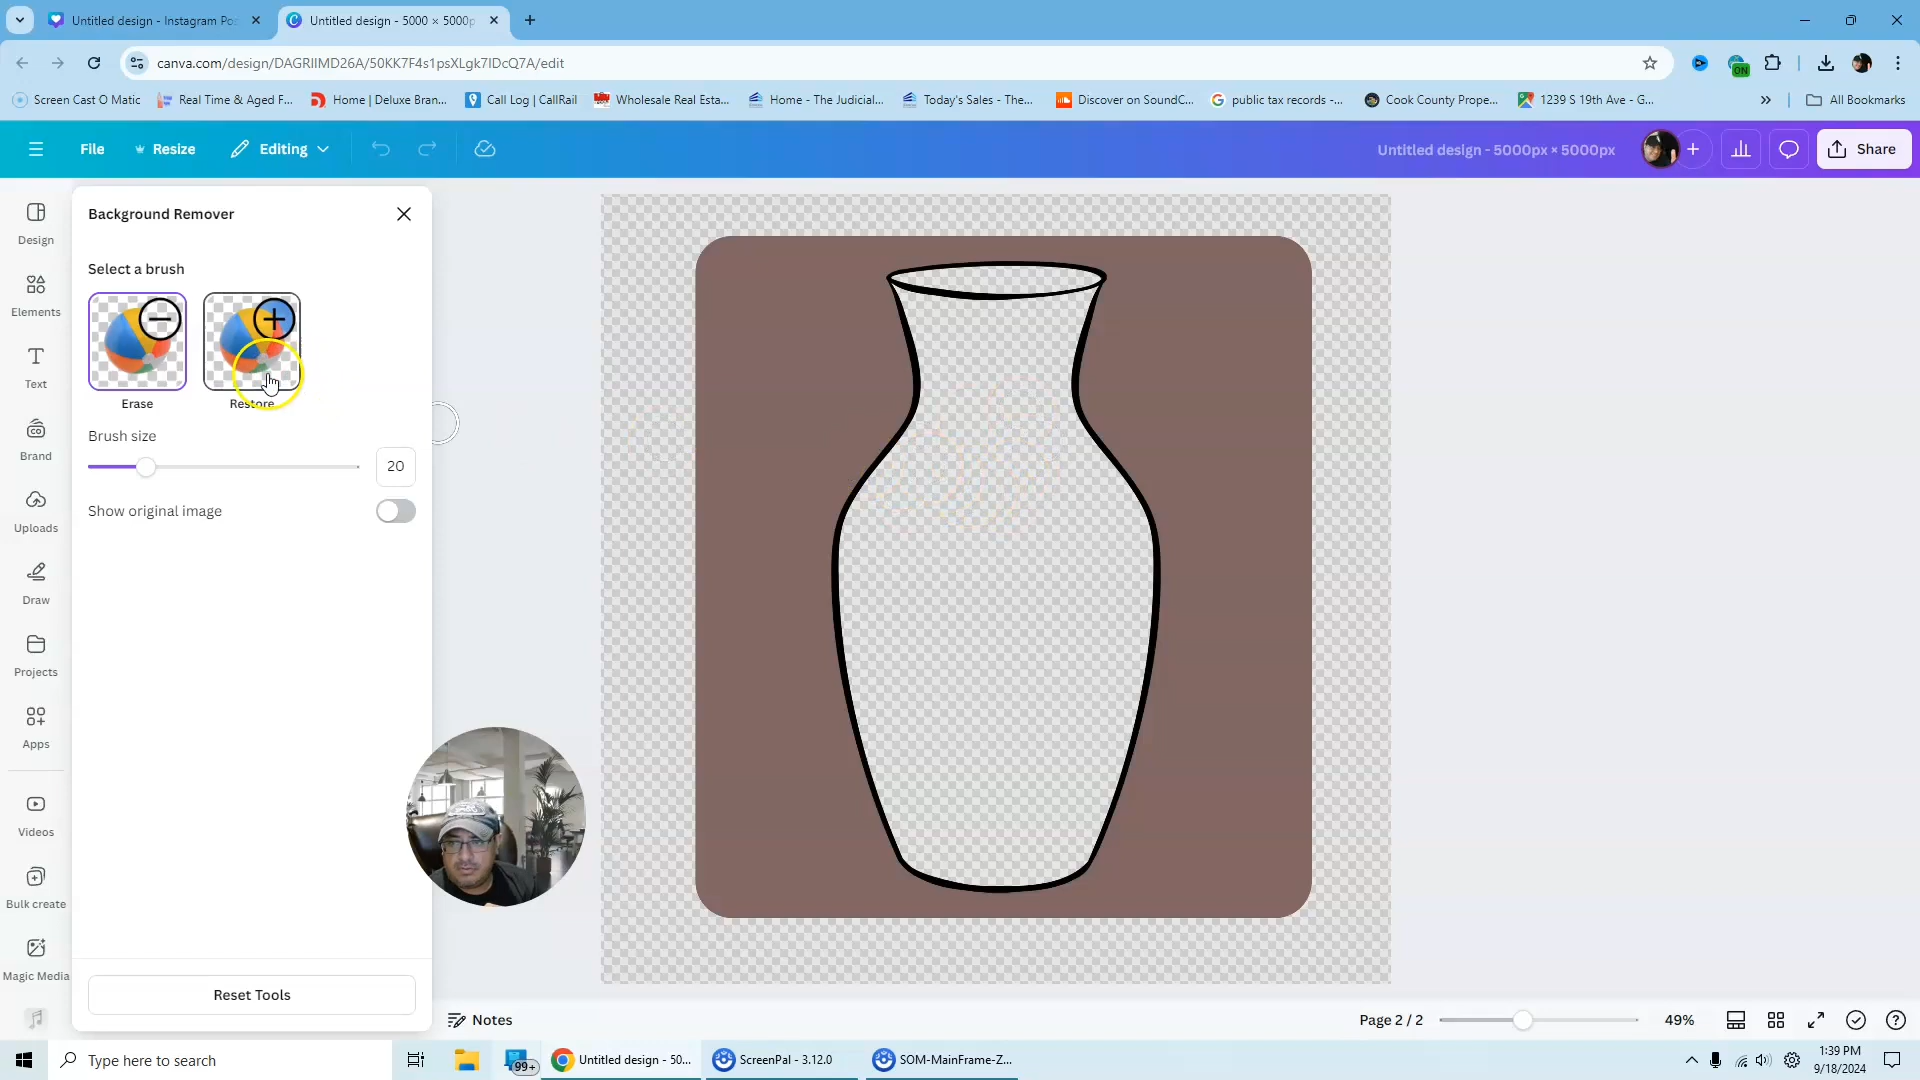 Untitled design - Instagram Pos
Untitled design - 5000 × 5000p
canva.com/design/DAGRIIMD26A/50KK7F4s1psXLgk7IDcQ7A/edit
Screen Cast O Matic
Real Time & Aged F...
Home | Deluxe Bran...
Call Log | CallRail
Wholesale Real Esta...
Home - The Judicial...
Today's Sales - The...
Discover on SoundC...
public tax records -...
Cook County Prope...
1239 S 19th Ave - G...
All Bookmarks
ON
File
Resize
Editing
Untitled design - 5000px × 5000px
Share
Design
Elements
Text
Brand
Uploads
Draw
Projects
Apps
Videos
Bulk create
Magic Media
Background Remover
Select a brush
Erase
Restore
Brush size
20
Show original image
Reset Tools
Notes
Page 2 / 2
49%
Type here to search
99+
Untitled design - 50...
ScreenPal - 3.12.0
SOM-MainFrame-Z...
1:39 PM
9/18/2024